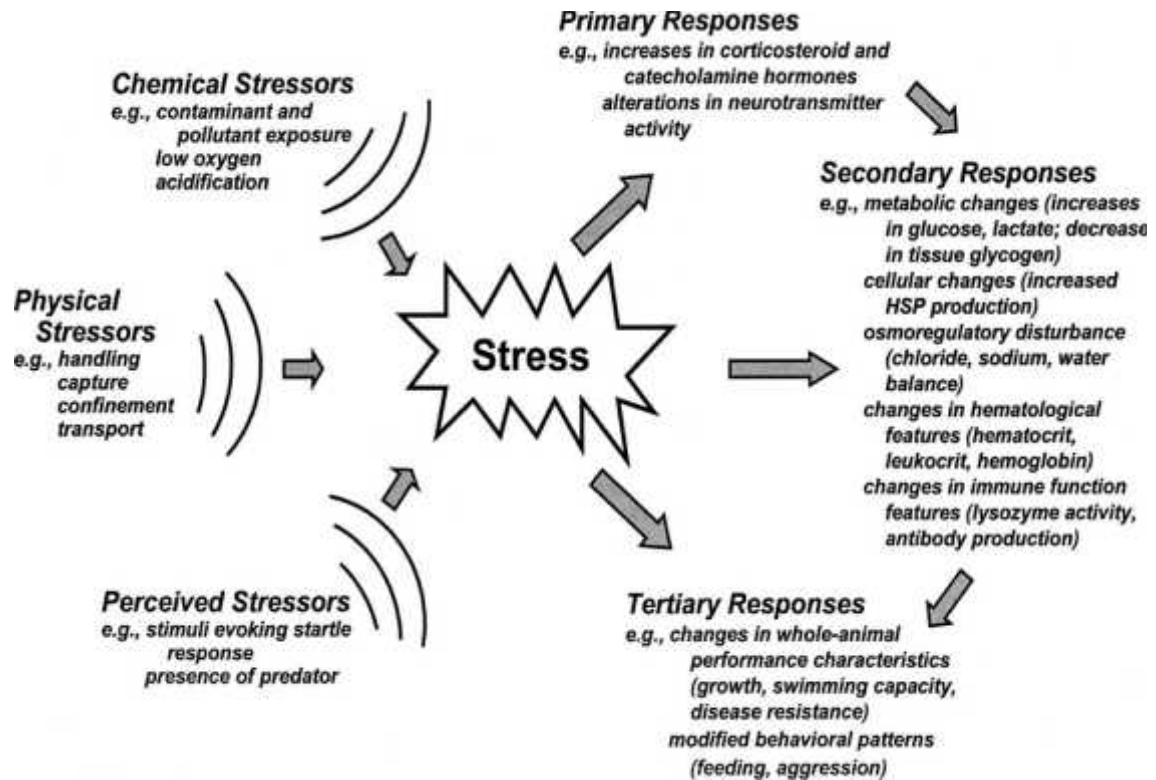 Chemical Stressors
e.g., contaminant and
pollutant exposure
low oxygen
acidification
Physical
Stressors
e.g., handling
capture
confinement
transport
Perceived Stressors
e.g., stimuli evoking startle
response
presence of predator
Stress
Primary Responses
e.g., increases in corticosteroid and
catecholamine hormones
alterations in neurotransmitter
activity
Secondary Responses
e.g., metabolic changes (increases
in glucose, lactate; decrease
in tissue glycogen)
cellular changes (increased
HSP production)
osmoregulatory disturbance
(chloride, sodium, water
balance)
changes in hematological
features (hematocrit,
leukocrit, hemoglobin)
changes in immune function
features (lysozyme activity,
antibody production)
Tertiary Responses
e.g., changes in whole-animal
performance characteristics
(growth, swimming capacity,
disease resistance)
modified behavioral patterns
(feeding, aggression)